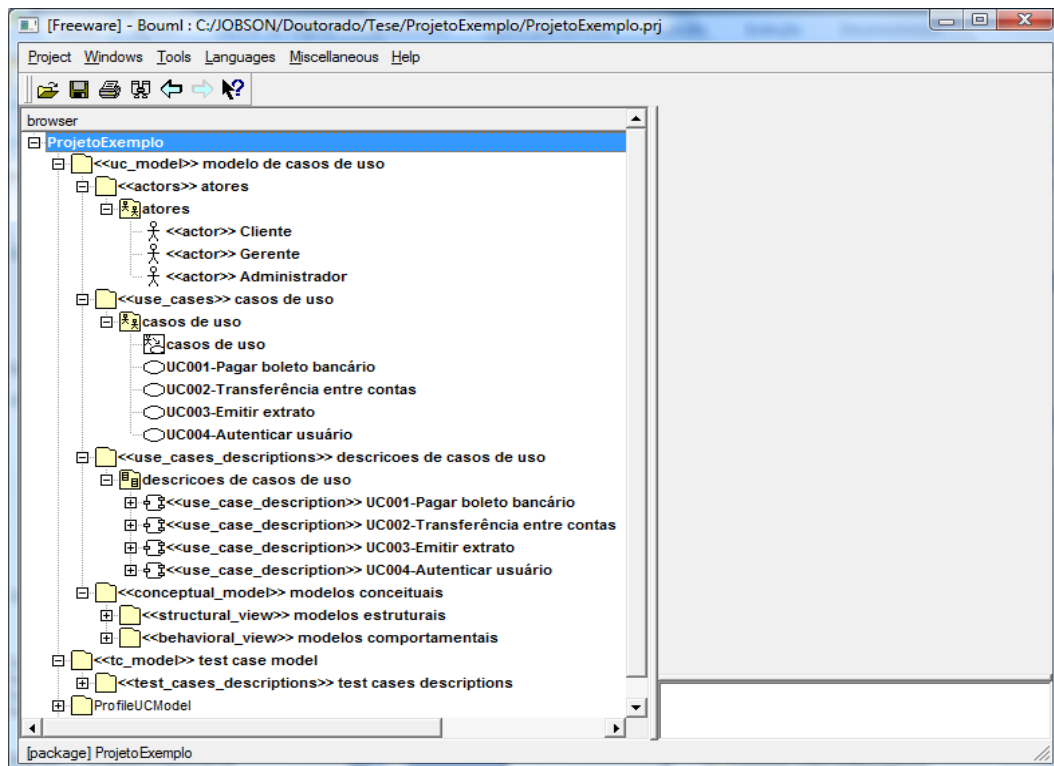 [Freeware] - Bouml : C:/JOBSON/Doutorado/Tese/ProjetoExemplo/ProjetoExemplo.prj
Project Windows Tools Languages Miscellaneous Help
browser
ProjetoExemplo
<<uc_model>> modelo de casos de uso
<<actors>> atores
atores
<<actor>> Cliente
<<actor>> Gerente
<<actor>> Administrador
<<use_cases>> casos de uso
casos de uso
casos de uso
UC001-Pagar boleto bancário
UC002-Transferência entre contas
UC003-Emitir extrato
UC004-Autenticar usuário
<<use_cases_descriptions>> descricoes de casos de uso
descricoes de casos de uso
<<use_case_description>> UC001-Pagar boleto bancário
<<use_case_description>> UC002-Transferência entre contas
<<use_case_description>> UC003-Emitir extrato
<<use_case_description>> UC004-Autenticar usuário
<<conceptual_model>> modelos conceituais
<<structural_view>> modelos estruturais
<<behavioral_view>> modelos comportamentais
<<tc_model>> test case model
<<test_cases_descriptions>> test cases descriptions
ProfileUCModel
[package] ProjetoExemplo